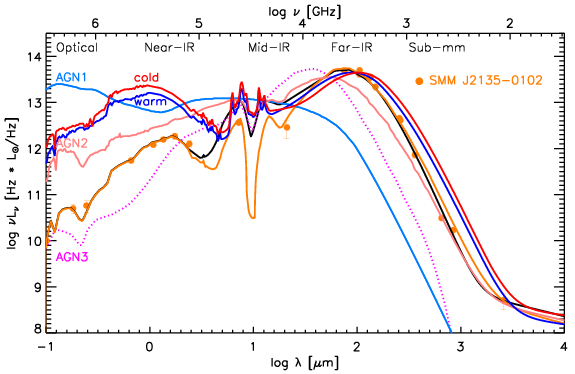 log ν [GHz]
6 5 4 3 2
Optical Near-IR Mid-IR Far-IR Sub-mm
AGN1 cold
warm
SMM J2135-0102
AGN2
AGN3
log νLν [Hz * L⊙/Hz]
14
13
12
11
10
9
8
-1 0 1 2 3 4
log λ [μm]